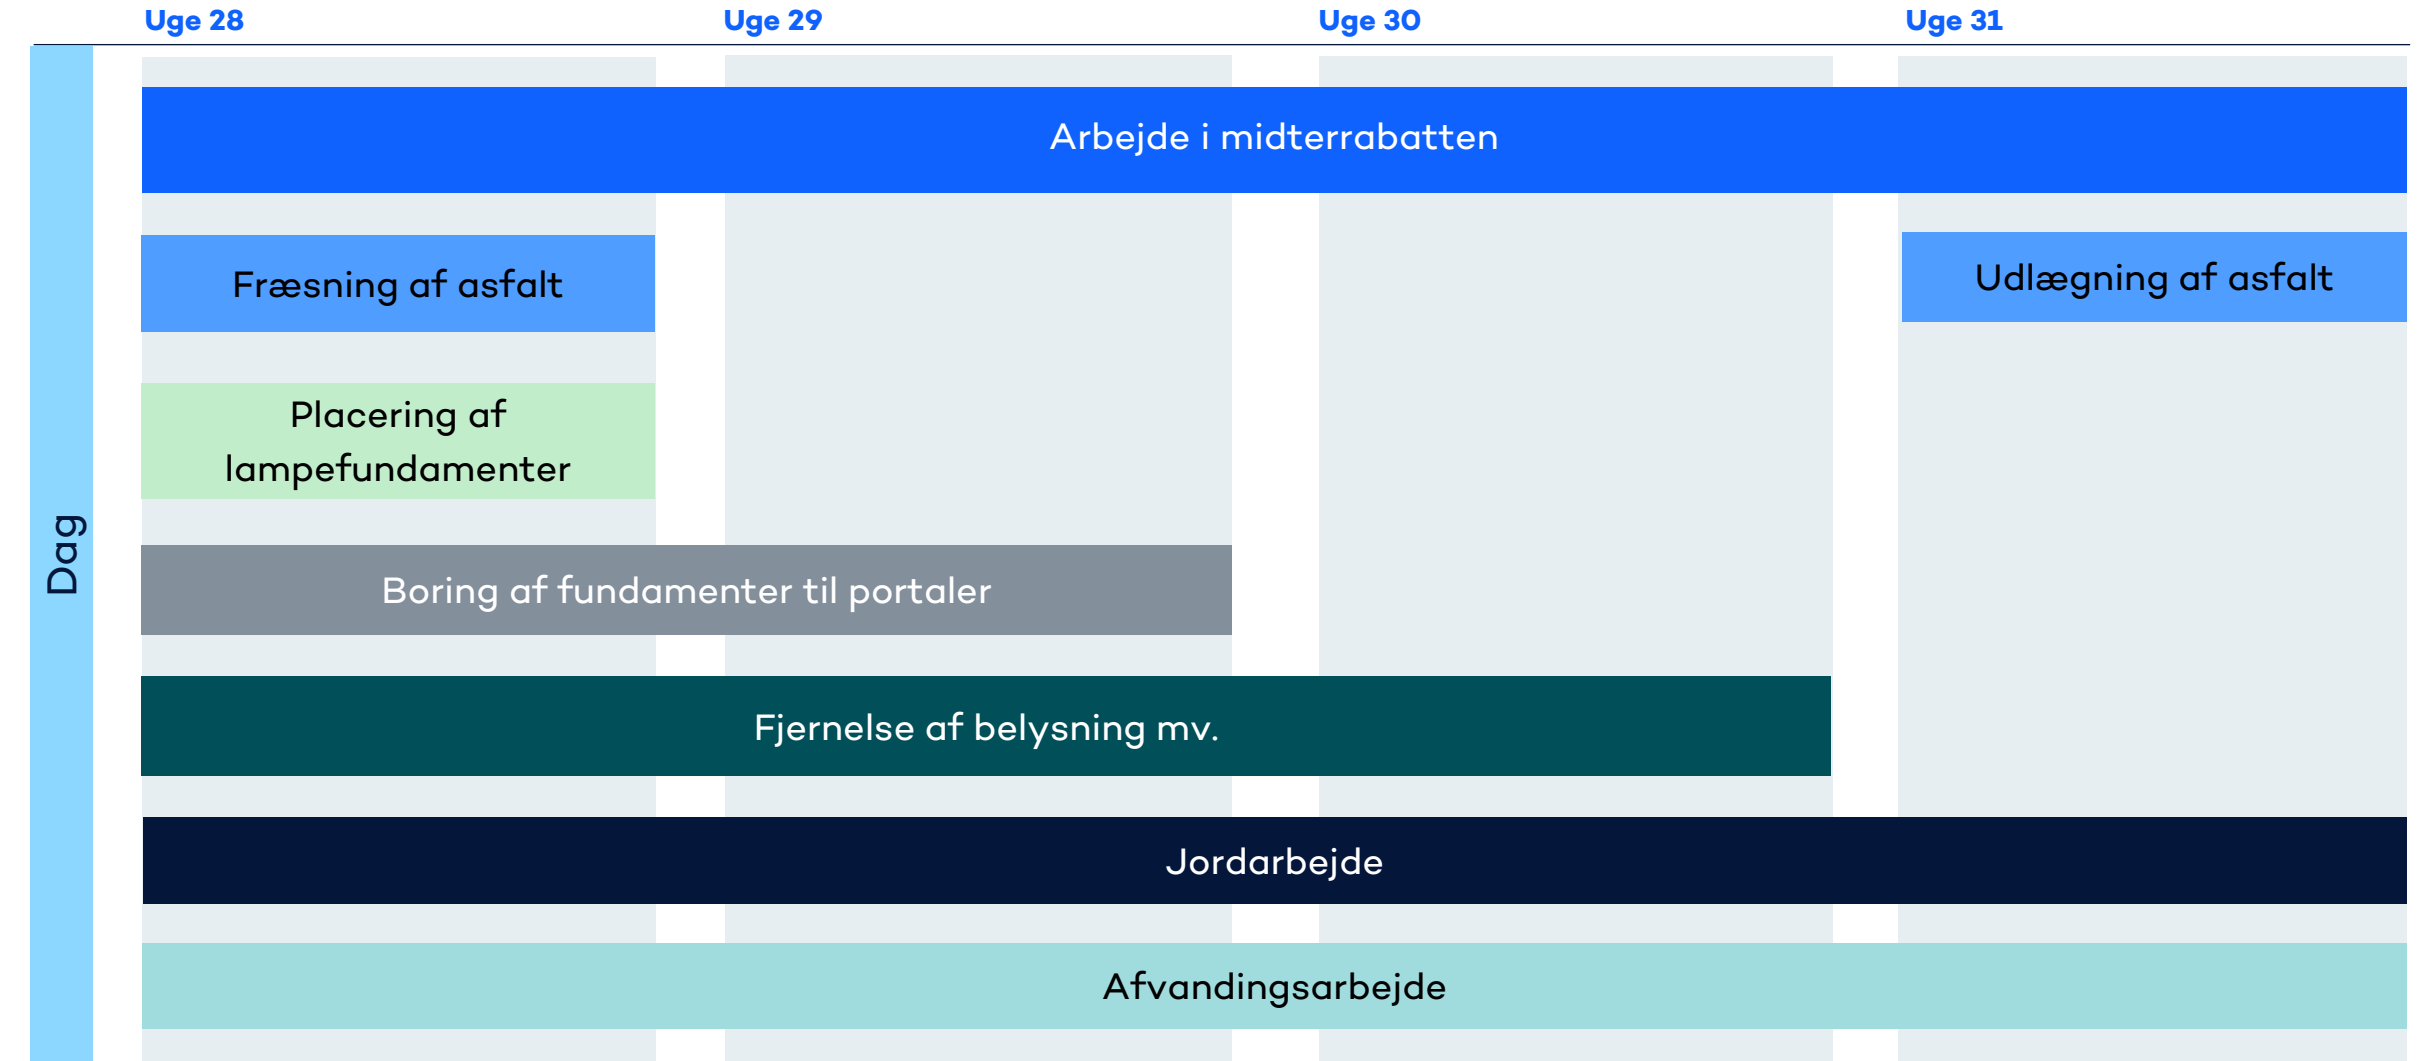 Uge 28
Uge 29
Uge 30
Uge 31
Dag
Arbejde i midterrabatten
Fræsning af asfalt
Udlægning af asfalt
Placering af
lampefundamenter
Boring af fundamenter til portaler
Fjernelse af belysning mv.
Jordarbejde
Afvandingsarbejde